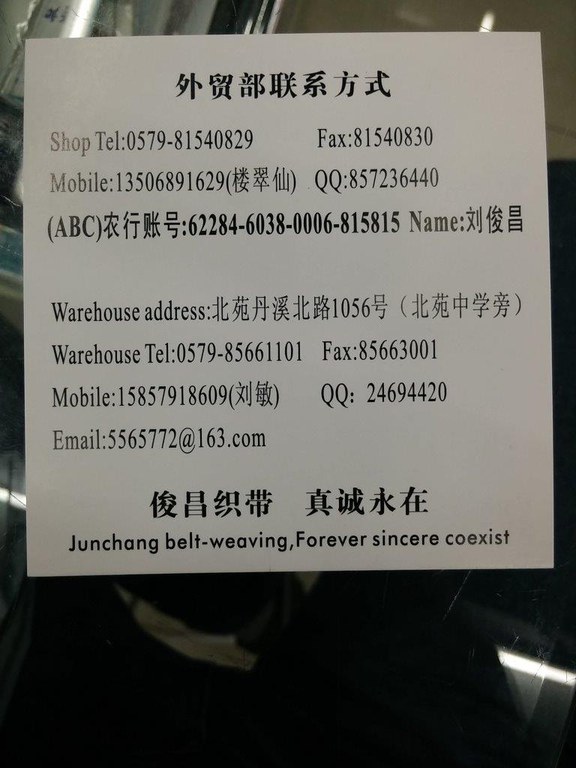 外贸部联系方式
Shop Tel:0579-81540829 Fax:81540830
Mobile:13506891629(楼翠仙) QQ:857236440
(ABC)农行账号:62284-6038-0006-815815 Name:刘俊昌
Warehouse address:北苑丹溪北路1056号（北苑中学旁）
Warehouse Tel:0579-85661101 Fax:85663001
Mobile:15857918609(刘敏) QQ: 24694420
Email:5565772@163.com
俊昌织带 真诚永在
Junchang belt-weaving,Forever sincere coexist